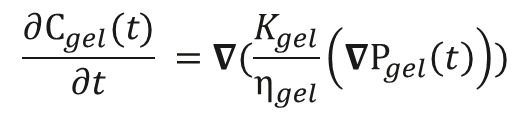 ∂C_gel(t)/∂t = ∇(K_gel/η_gel (∇P_gel(t)))